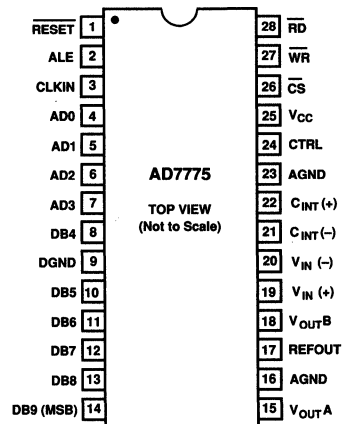 RESET 1
ALE 2
CLKIN 3
AD0 4
AD1 5
AD2 6
AD3 7
DB4 8
DGND 9
DB5 10
DB6 11
DB7 12
DB8 13
DB9 (MSB) 14
AD7775
TOP VIEW
(Not to Scale)
28 RD
27 WR
26 CS
25 VCC
24 CTRL
23 AGND
22 CINT (+)
21 CINT (–)
20 VIN (–)
19 VIN (+)
18 VOUTB
17 REFOUT
16 AGND
15 VOUTA